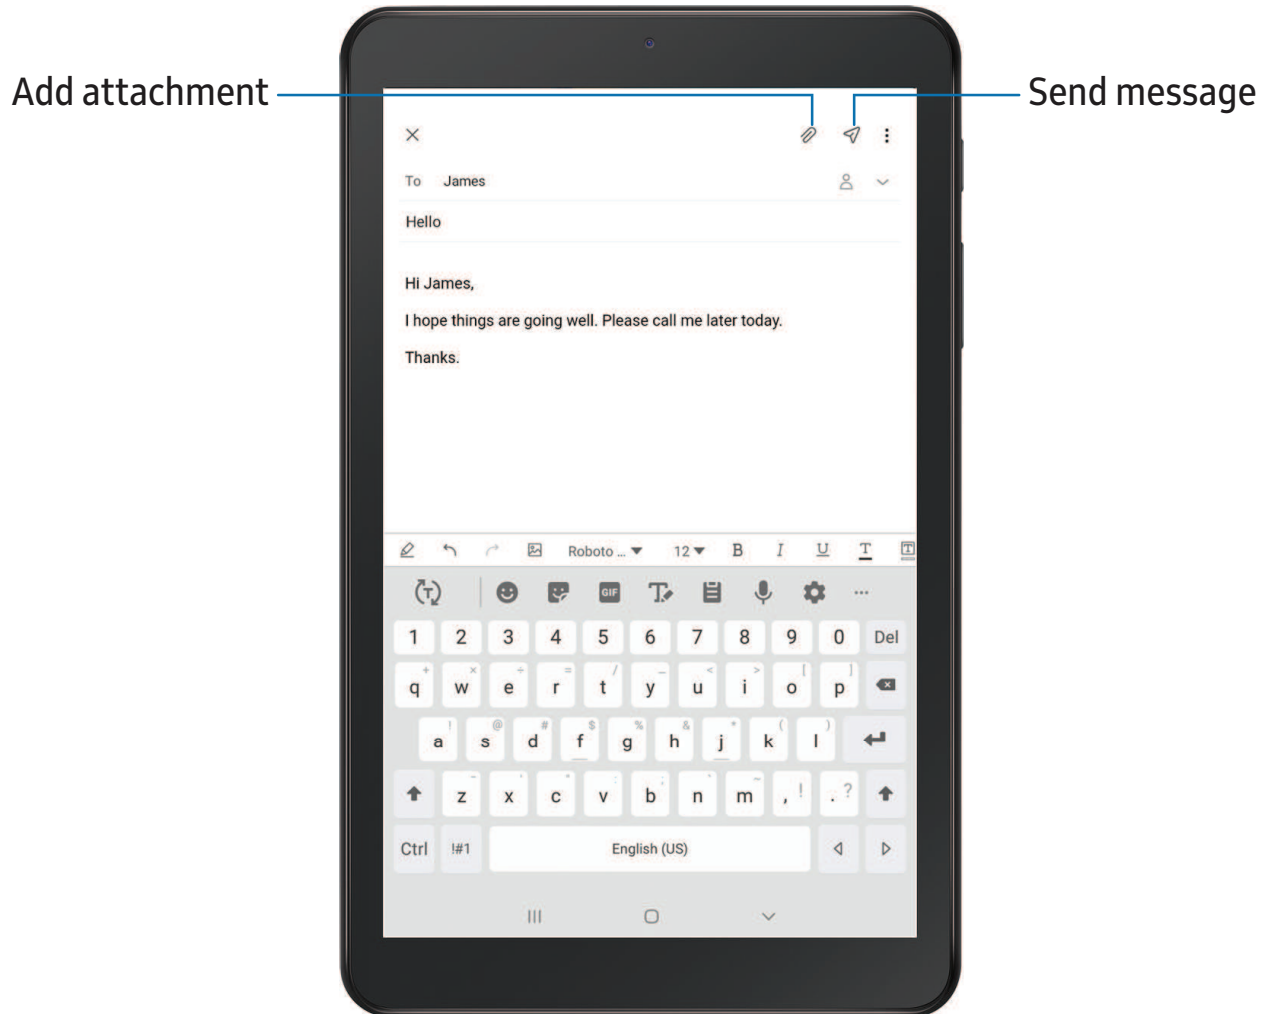 Add attachment
Send message
To James
Hello
Hi James,
I hope things are going well. Please call me later today.
Thanks.
Roboto ... 12 B I U T T
T GIF T ...
1 2 3 4 5 6 7 8 9 0 Del
+ × ÷ = / _ < > [ ]
q w e r t y u i o p
! @ # $ % & * ( )
a s d f g h j k l
z x c v b n m , ! . ?
Ctrl !#1 English (US)